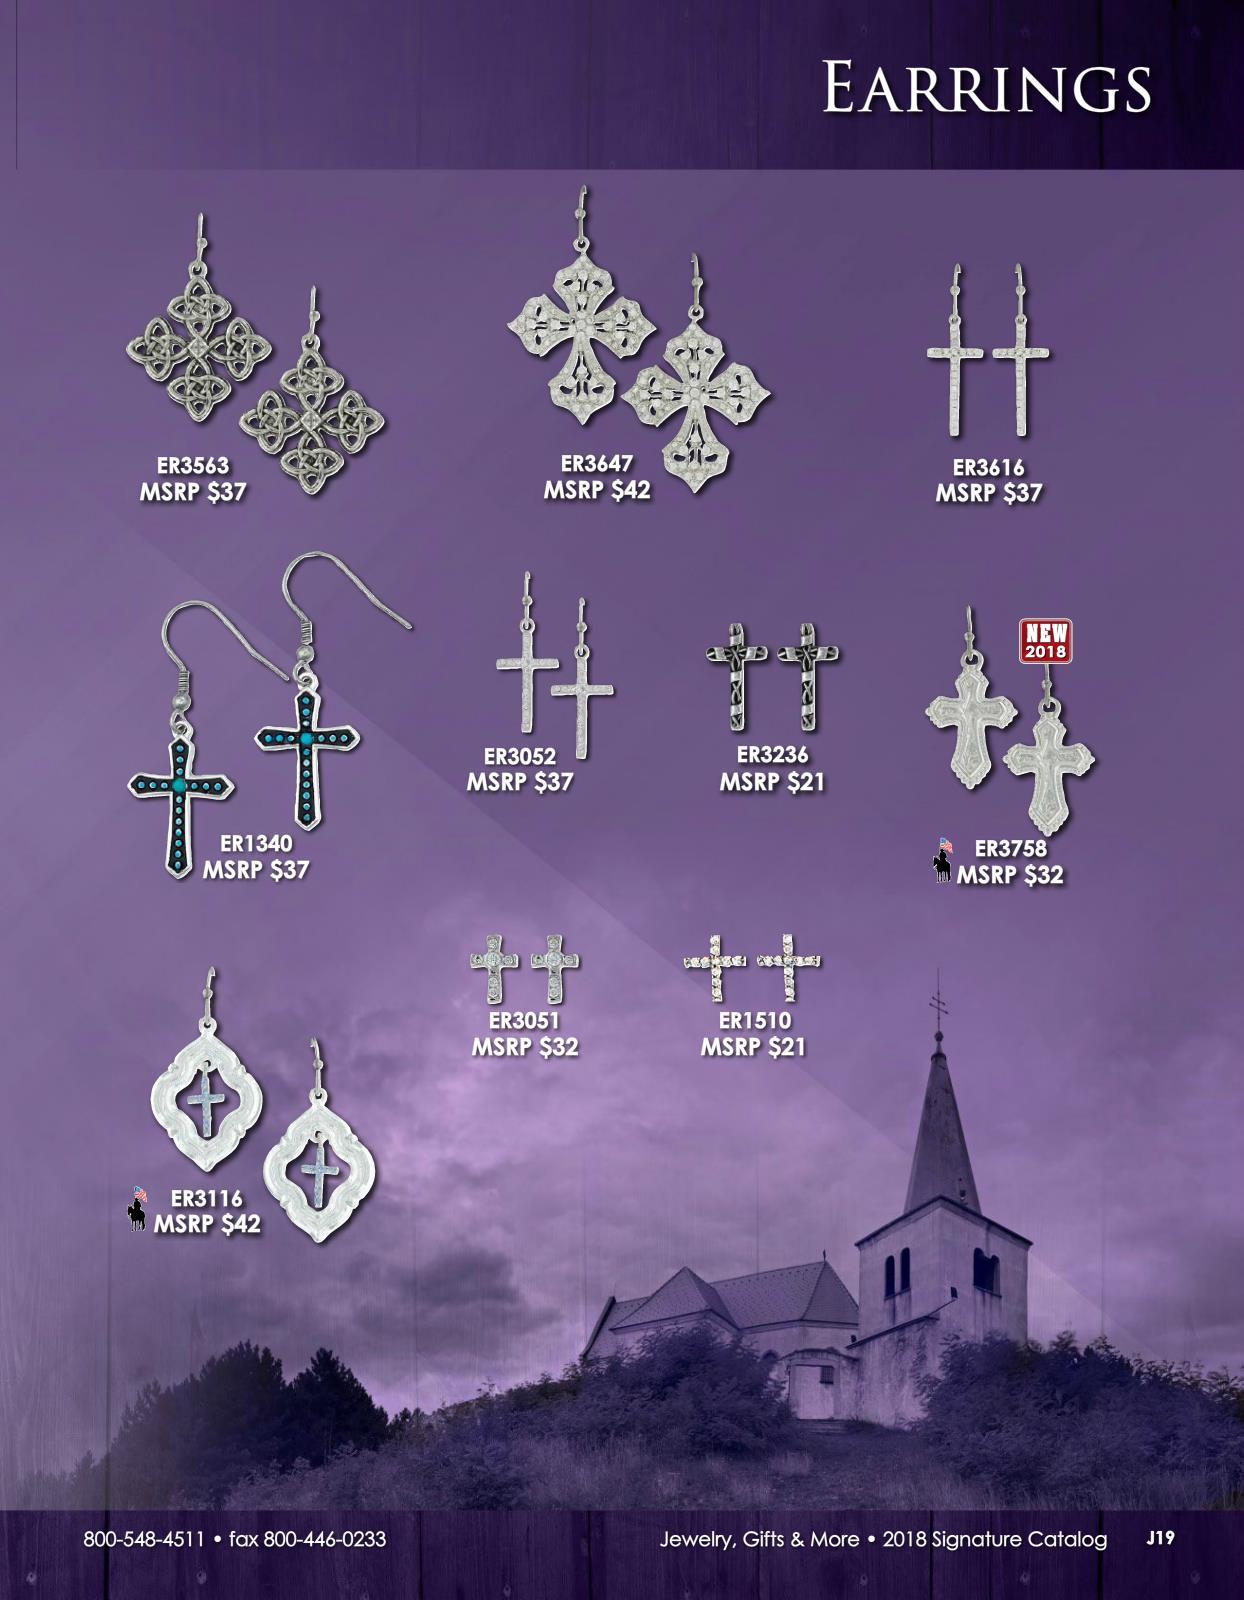 EARRINGS
ER3563
MSRP $37
ER3647
MSRP $42
ER3616
MSRP $37
ER1340
MSRP $37
ER3052
MSRP $37
ER3236
MSRP $21
NEW
2018
ER3758
MSRP $32
ER3116
MSRP $42
ER3051
MSRP $32
ER1510
MSRP $21
800-548-4511 • fax 800-446-0233
Jewelry, Gifts & More • 2018 Signature Catalog J19